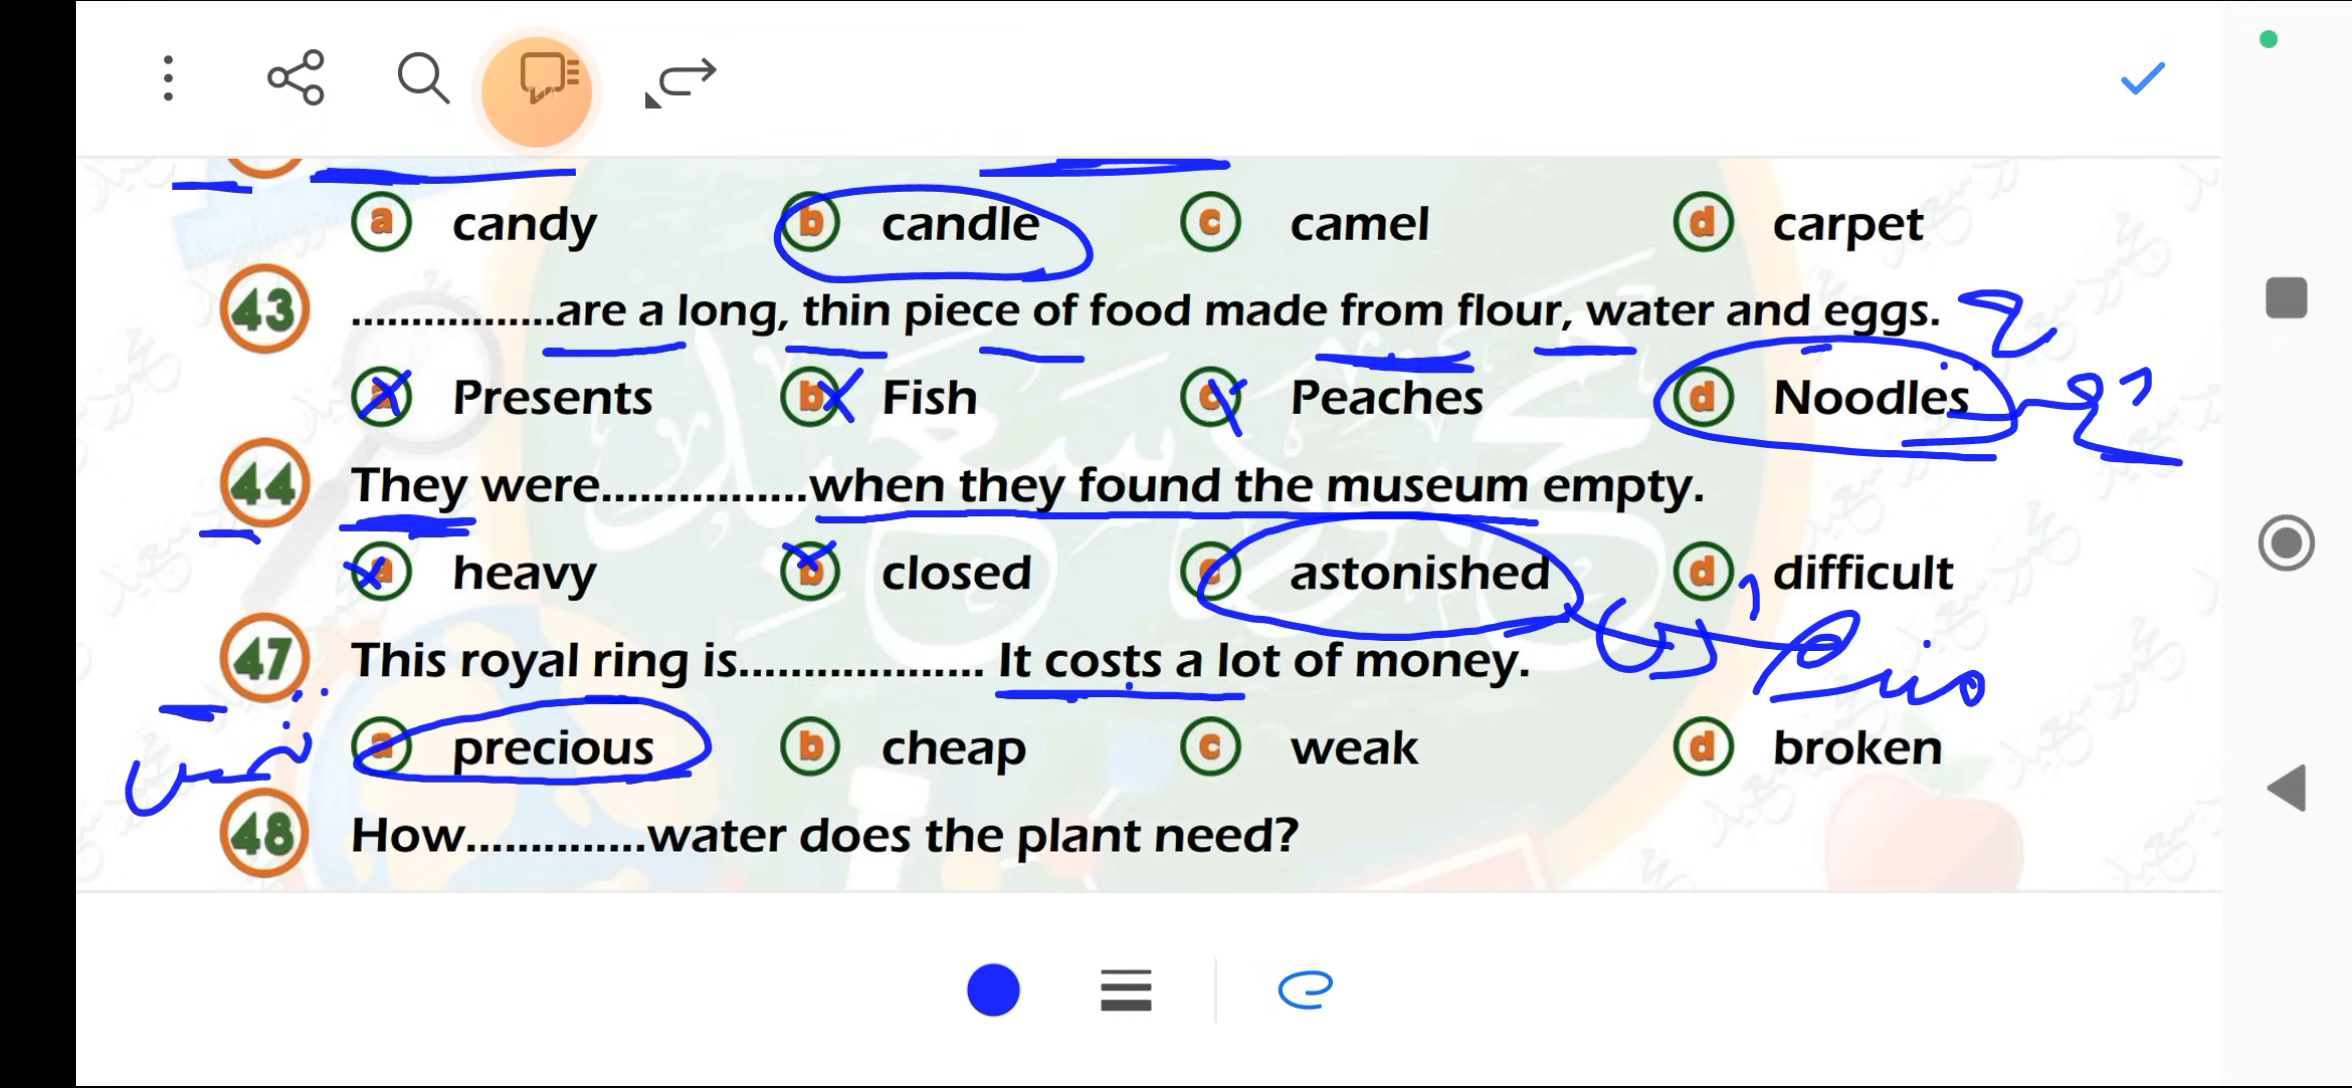 a candy b candle c camel d carpet
43 .................are a long, thin piece of food made from flour, water and eggs.
a Presents b Fish c Peaches d Noodles
44 They were................when they found the museum empty.
a heavy b closed c astonished d difficult
47 This royal ring is................... It costs a lot of money.
a precious b cheap c weak d broken
48 How..............water does the plant need?